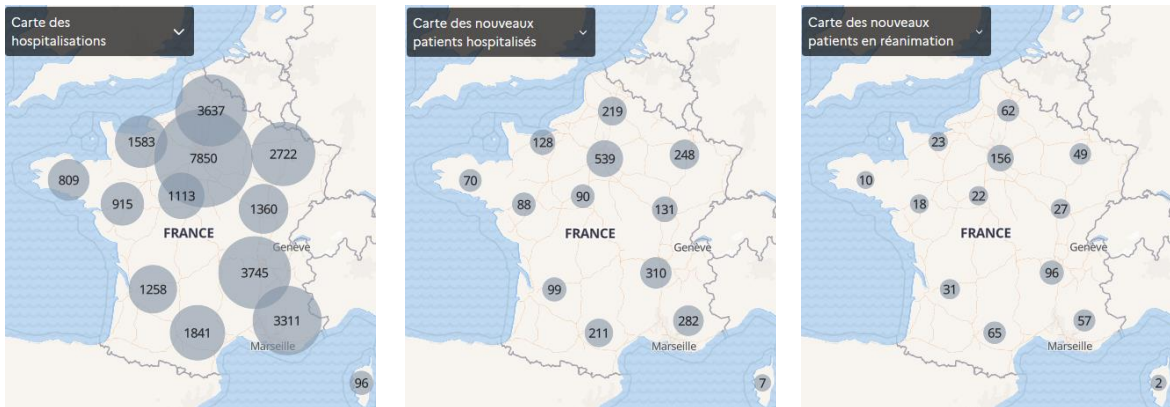 Carte des
hospitalisations
3637
1583
7850
2722
809
1113
915
1360
FRANCE
Genève
3745
1258
3311
1841
Marseille
96
Carte des nouveaux
patients hospitalisés
219
128
539
248
70
90
88
131
FRANCE
Genève
310
99
282
211
Marseille
7
Carte des nouveaux
patients en réanimation
62
23
156
49
10
22
18
27
FRANCE
Genève
96
31
57
65
Marseille
2